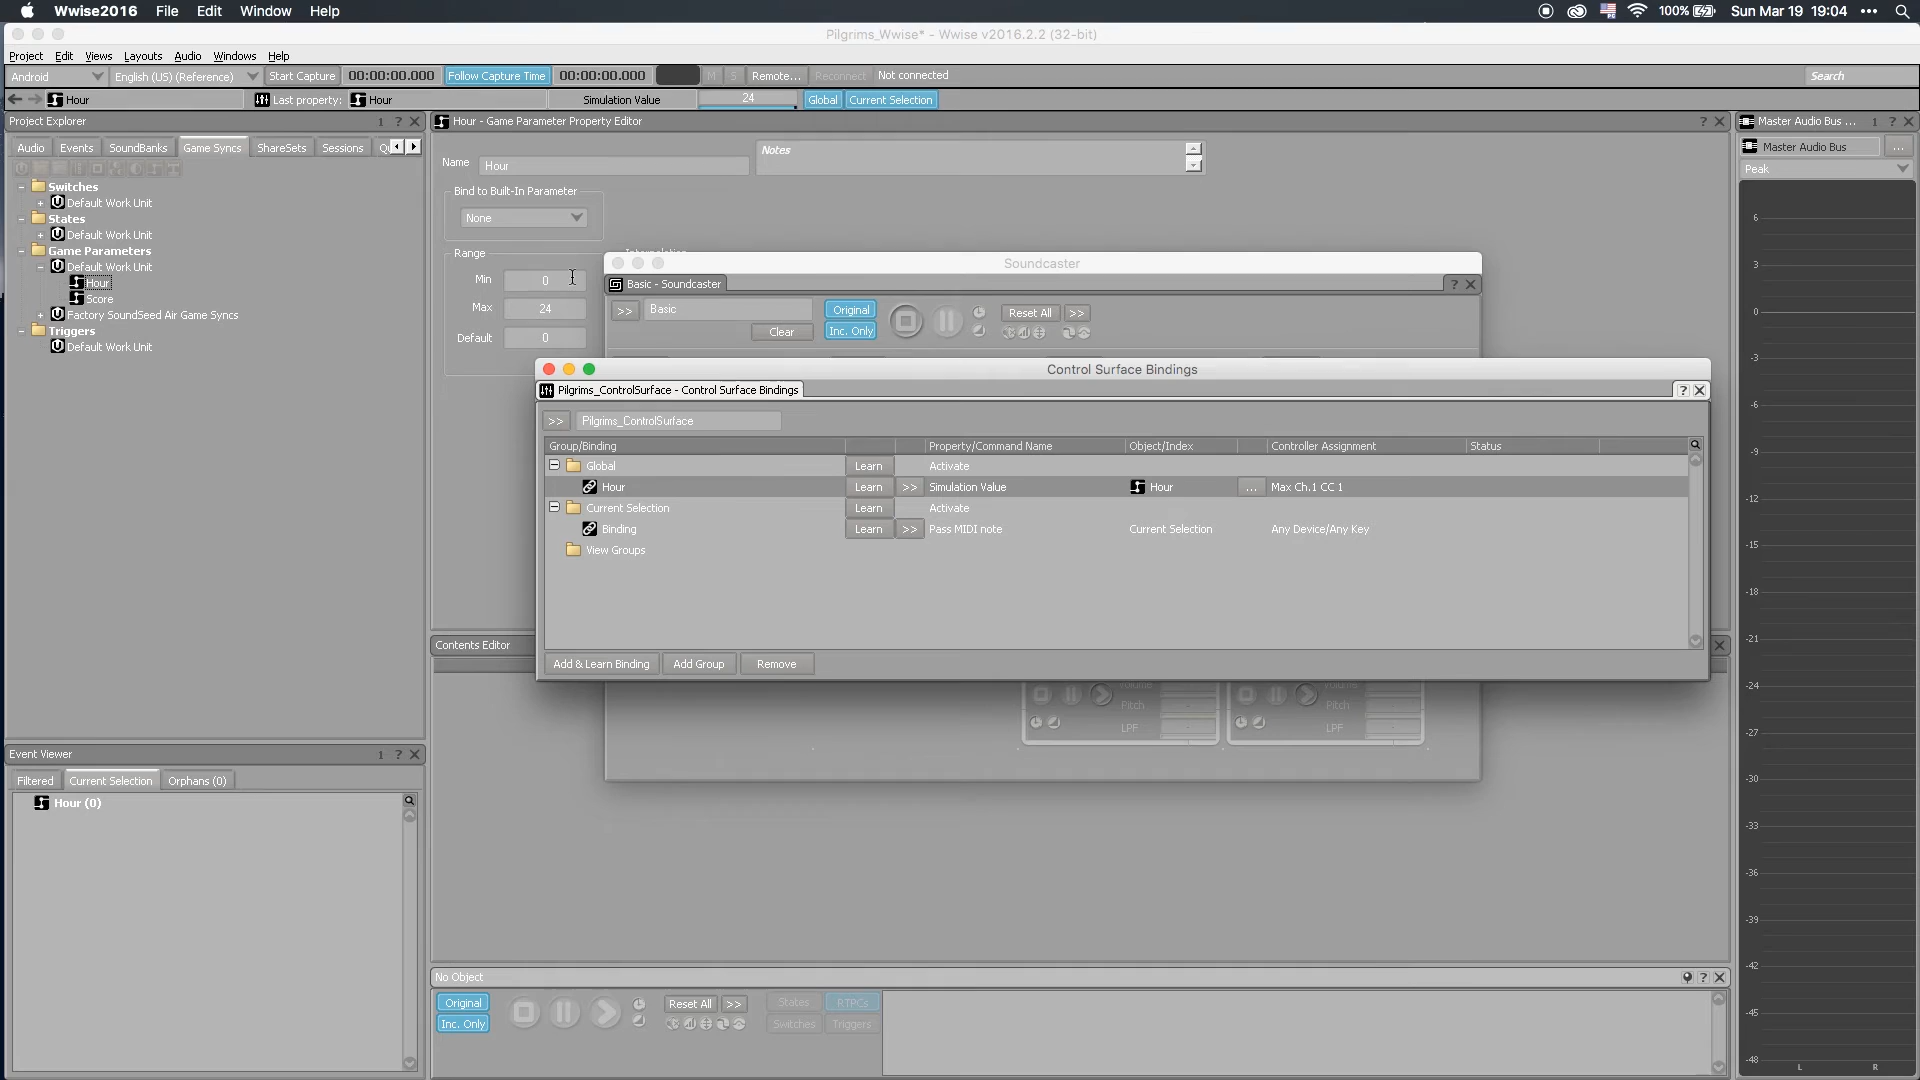 Wwise2016 File Edit Window Help 100% Sun Mar 19 19:04
Pilgrims_Wwise* - Wwise v2016.2.2 (32-bit)
Project Edit Views Layouts Audio Windows Help
Android English (US) (Reference) Start Capture 00:00:00.000 Follow Capture Time 00:00:00.000 M S Remote... Reconnect Not connected Search
Hour Last property: Hour Simulation Value 24 Global Current Selection
Project Explorer 1 ?
Audio Events SoundBanks Game Syncs ShareSets Sessions
Switches
Default Work Unit
States
Default Work Unit
Game Parameters
Default Work Unit
Hour
Score
Factory SoundSeed Air Game Syncs
Triggers
Default Work Unit
Hour - Game Parameter Property Editor ?
Name Hour
Notes
Bind to Built-In Parameter
None
Range
Min 0
Max 24
Default 0
Interpolation
Soundcaster
Basic - Soundcaster ?
>> Basic Original Reset All >>
Clear Inc. Only
Control Surface Bindings
Pilgrims_ControlSurface - Control Surface Bindings ?
>> Pilgrims_ControlSurface
Group/Binding Property/Command Name Object/Index Controller Assignment Status
Global Learn Activate
Hour Learn >> Simulation Value Hour ... Max Ch.1 CC 1
Current Selection Learn Activate
Binding Learn >> Pass MIDI note Current Selection Any Device/Any Key
View Groups
Add & Learn Binding Add Group Remove
Contents Editor
Volume Volume
Pitch Pitch
LPF LPF
Event Viewer 1 ?
Filtered Current Selection Orphans (0)
Hour (0)
No Object ?
Original Reset All >> States RTPCs
Inc. Only Switches Triggers
Master Audio Bus ... 1 ?
Master Audio Bus ...
Peak
6
3
0
-3
-6
-9
-12
-15
-18
-21
-24
-27
-30
-33
-36
-39
-42
-45
-48
L R